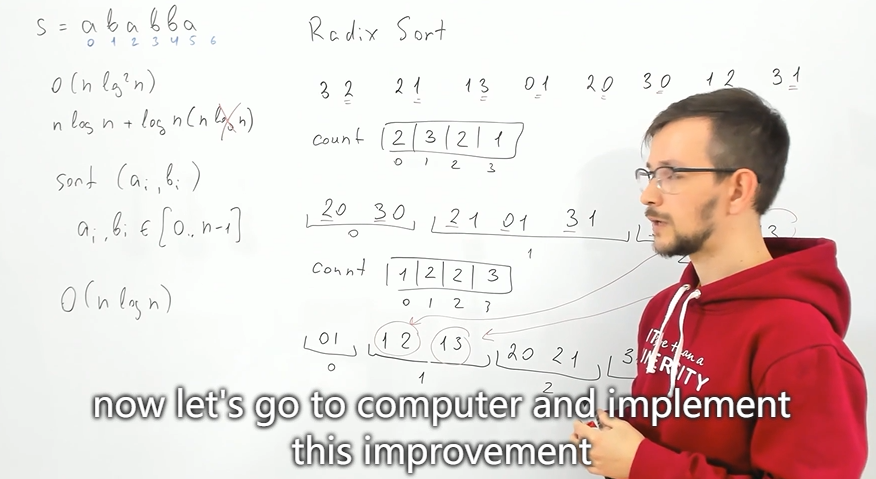 S = a b a b b a
0 1 2 3 4 5 6
O(n lg²n)
n log n + log n (n log n)
sort (aᵢ, bᵢ)
aᵢ, bᵢ ∈ [0..n-1]
O(n log n)
Radix Sort
32 21 13 01 20 30 12 31
count 2 3 2 1
0 1 2 3
20 30 21 01 31 3
0 1 2
count 1 2 2 3
0 1 2 3
01 12 13 20 21 3
0 1 2
now let's go to computer and implement
this improvement